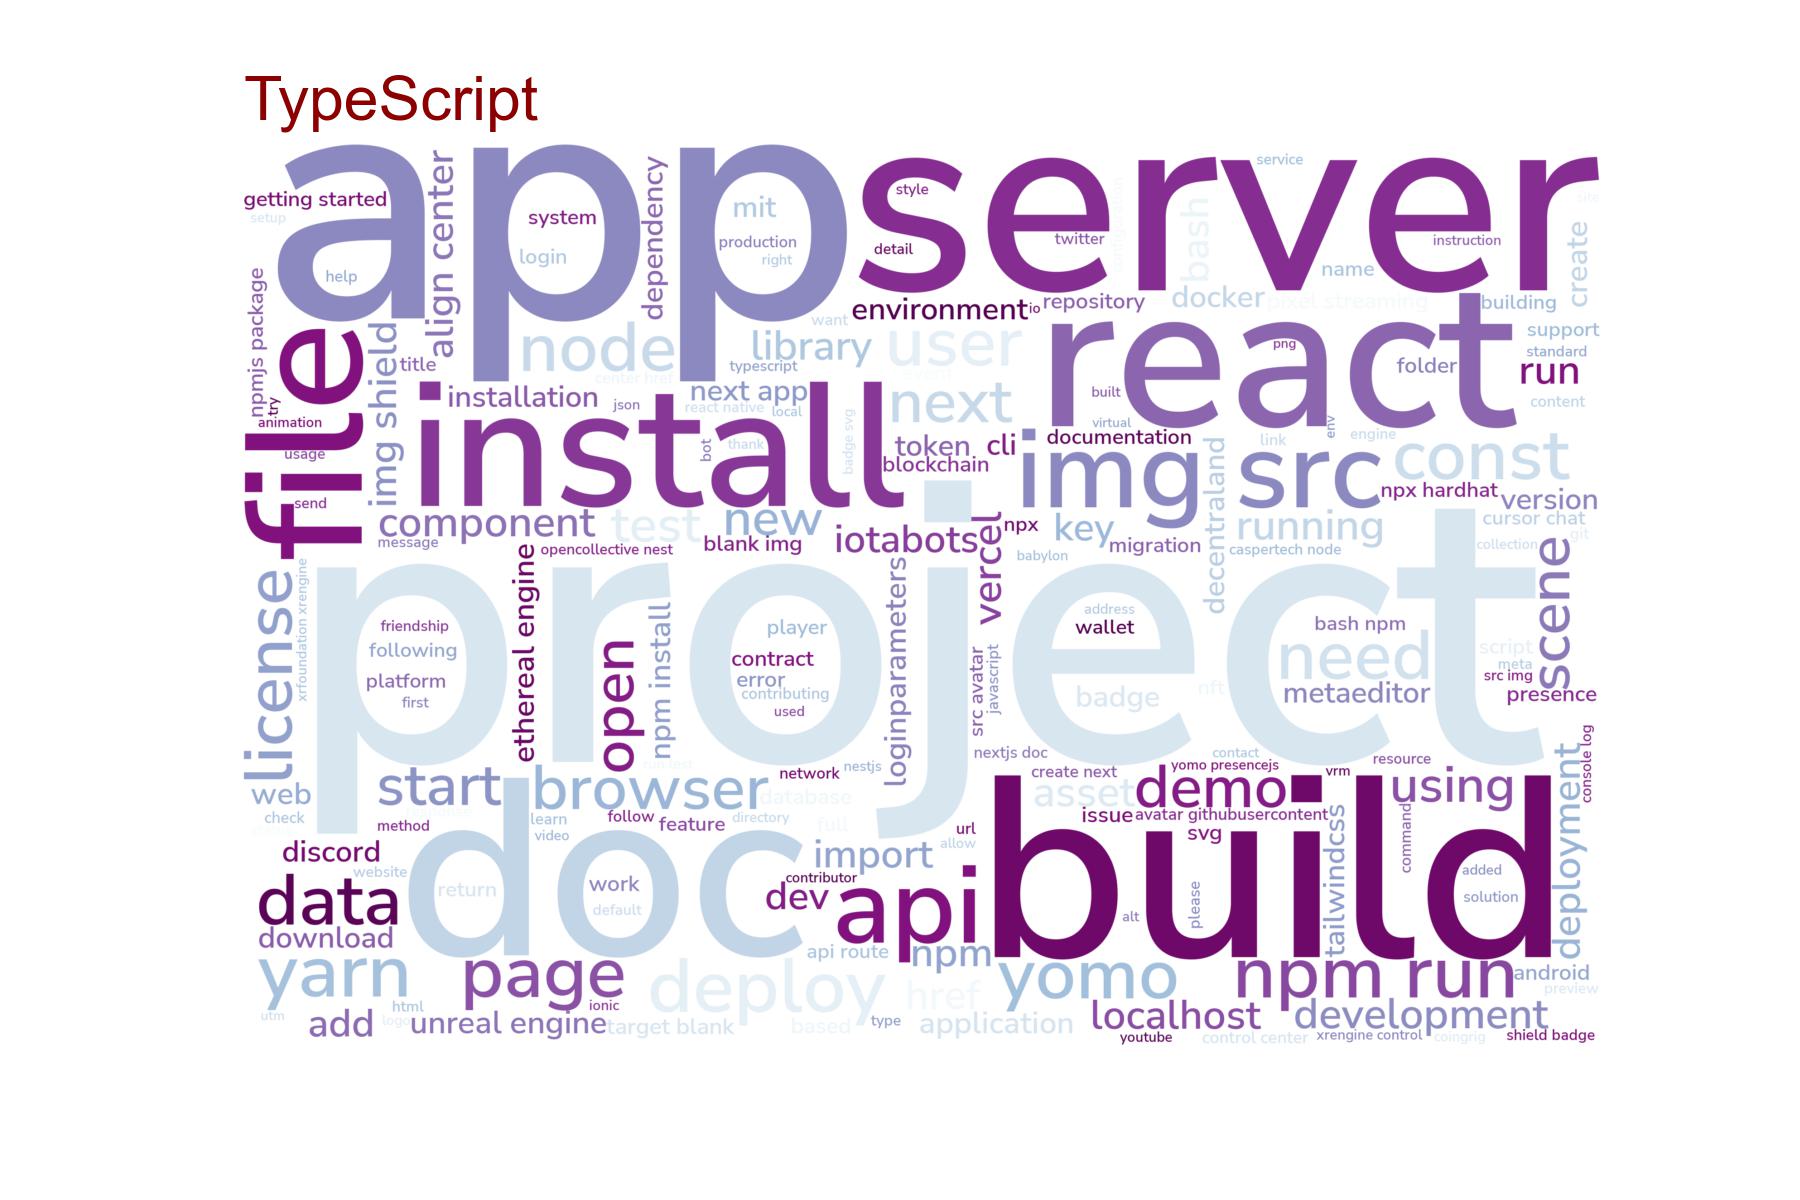 TypeScript
app
server
getting started
setup
help
align center
system
login
dependency
mit
production
right
style
detail
twitter
service
configuration
bash
instruction
site
name
create
environment
io
repository
docker
pixel streaming
building
npmjs package
file
img shield
title
node
center href
want
library
typescript
user
event
react
png
folder
support
standard
run
content
try
animation
usage
send
installation
json
next app
react native
local
install
bot
thank
badge svg
next
token
cli
blockchain
built
virtual
documentation
env
link
engine
decentraland
img src
const
npx hardhat
version
component
message
test
new
blank img
opencollective nest
iotabots
vercel
npx
key
migration
babylon
running
caspertech node
cursor chat
git
collection
scene
license
xrfoundation xrengine
project
friendship
following
platform
first
ethereal engine
open
npm install
player
contract
error
contributing
used
loginparameters
src avatar
javascript
address
wallet
badge
nft
bash npm
need
metaeditor
script
meta
src img
presence
web
check
start
browser
run test
network
nestjs
database
nextjs doc
create next
asset
contact
yomo presencejs
demo
vrm
resource
using
deployment
console log
method
learn
video
follow
feature
directory
full
url
allow
issue
avatar githubusercontent
svg
command
tailwindcss
discord
website
data
download
doc
return
work
default
import
contributor
dev
api
api route
npm
build
alt
please
added
solution
yarn
page
deploy
href
yomo
npm run
android
preview
utm
html
logo
add
unreal engine
ionic
target blank
based
type
application
localhost
youtube
development
control center
xrengine control
coingrig
shield badge